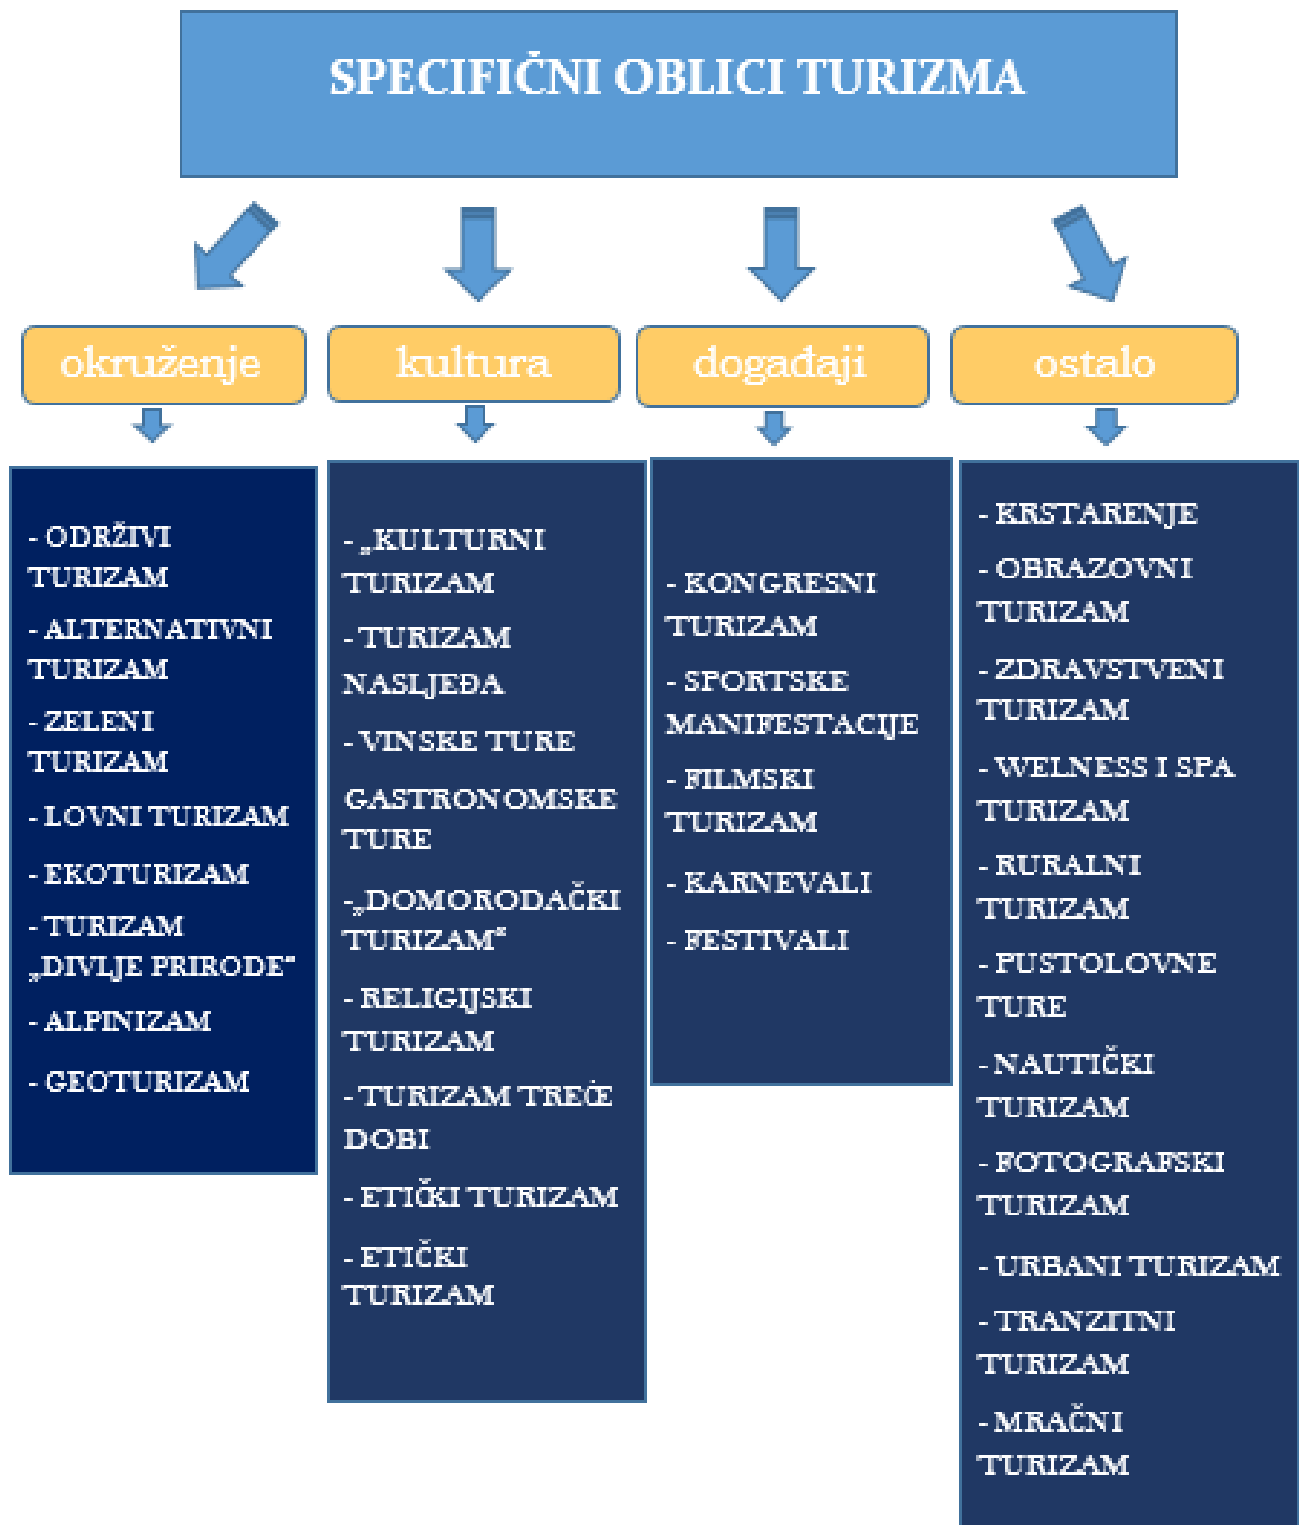 SPECIFIČNI OBLICI TURIZMA
okruženje
kultura
događaji
ostalo
- ODRŽIVI
TURIZAM
- ALTERNATIVNI
TURIZAM
- ZELENI
TURIZAM
- LOVNI TURIZAM
- EKOTURIZAM
- TURIZAM
„DIVLJE PRIRODE“
- ALPINIZAM
- GEOTURIZAM
- „KULTURNI
TURIZAM
- TURIZAM
NASLJEĐA
- VINSKE TURE
GASTRONOMSKE
TURE
-„DOMORODAČKI
TURIZAM“
- RELIGIJSKI
TURIZAM
- TURIZAM TREĆE
DOBI
- ETIČKI TURIZAM
- ETIČKI
TURIZAM
- KONGRESNI
TURIZAM
- SPORTSKE
MANIFESTACIJE
- FILMSKI
TURIZAM
- KARNEVALI
- FESTIVALI
- KRSTARENJE
- OBRAZOVNI
TURIZAM
- ZDRAVSTVENI
TURIZAM
- WELNESS I SPA
TURIZAM
- RURALNI
TURIZAM
- PUSTOLOVNE
TURE
- NAUTIČKI
TURIZAM
- FOTOGRAFSKI
TURIZAM
- URBANI TURIZAM
- TRANZITNI
TURIZAM
- MRAČNI
TURIZAM